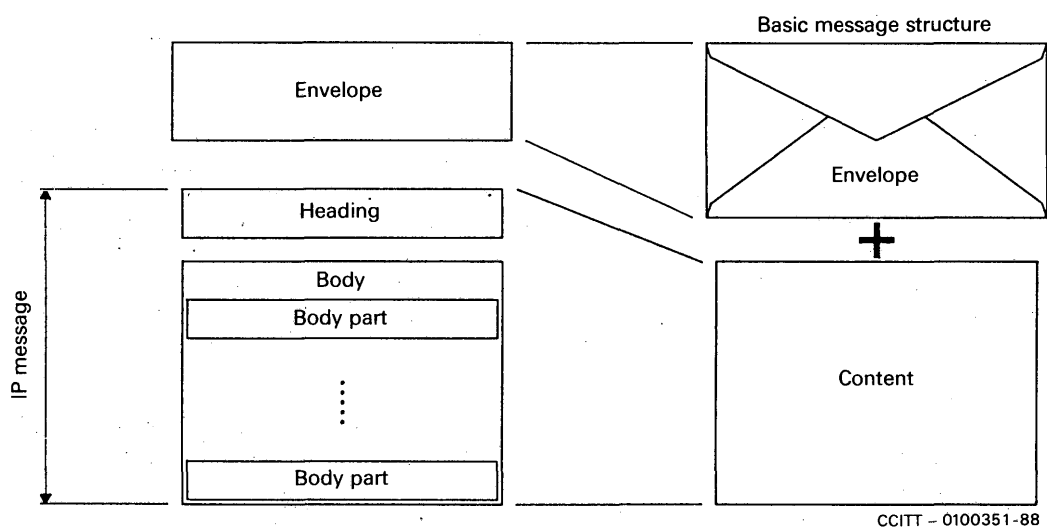 Basic message structure
Envelope
Envelope
Heading
Body
Body part
Body part
IP message
Content
CCITT – 0100351-88